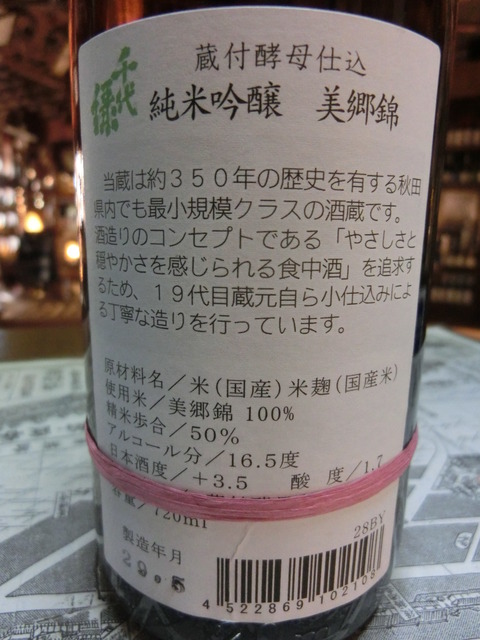 千代緑
蔵付酵母仕込
純米吟醸 美郷錦
当蔵は約350年の歴史を有する秋田
県内でも最小規模クラスの酒蔵です。
酒造りのコンセプトである「やさしさと
穏やかさを感じられる食中酒」を追求す
るため、19代目蔵元自ら小仕込みによ
る丁寧な造りを行っています。
原材料名/米(国産)米麹(国産米)
使用米/美郷錦 100%
精米歩合/50%
アルコール分/16.5度
日本酒度/+3.5 酸 度/1.7
容量/720ml
28BY
製造年月
29.5
4 522869 102108